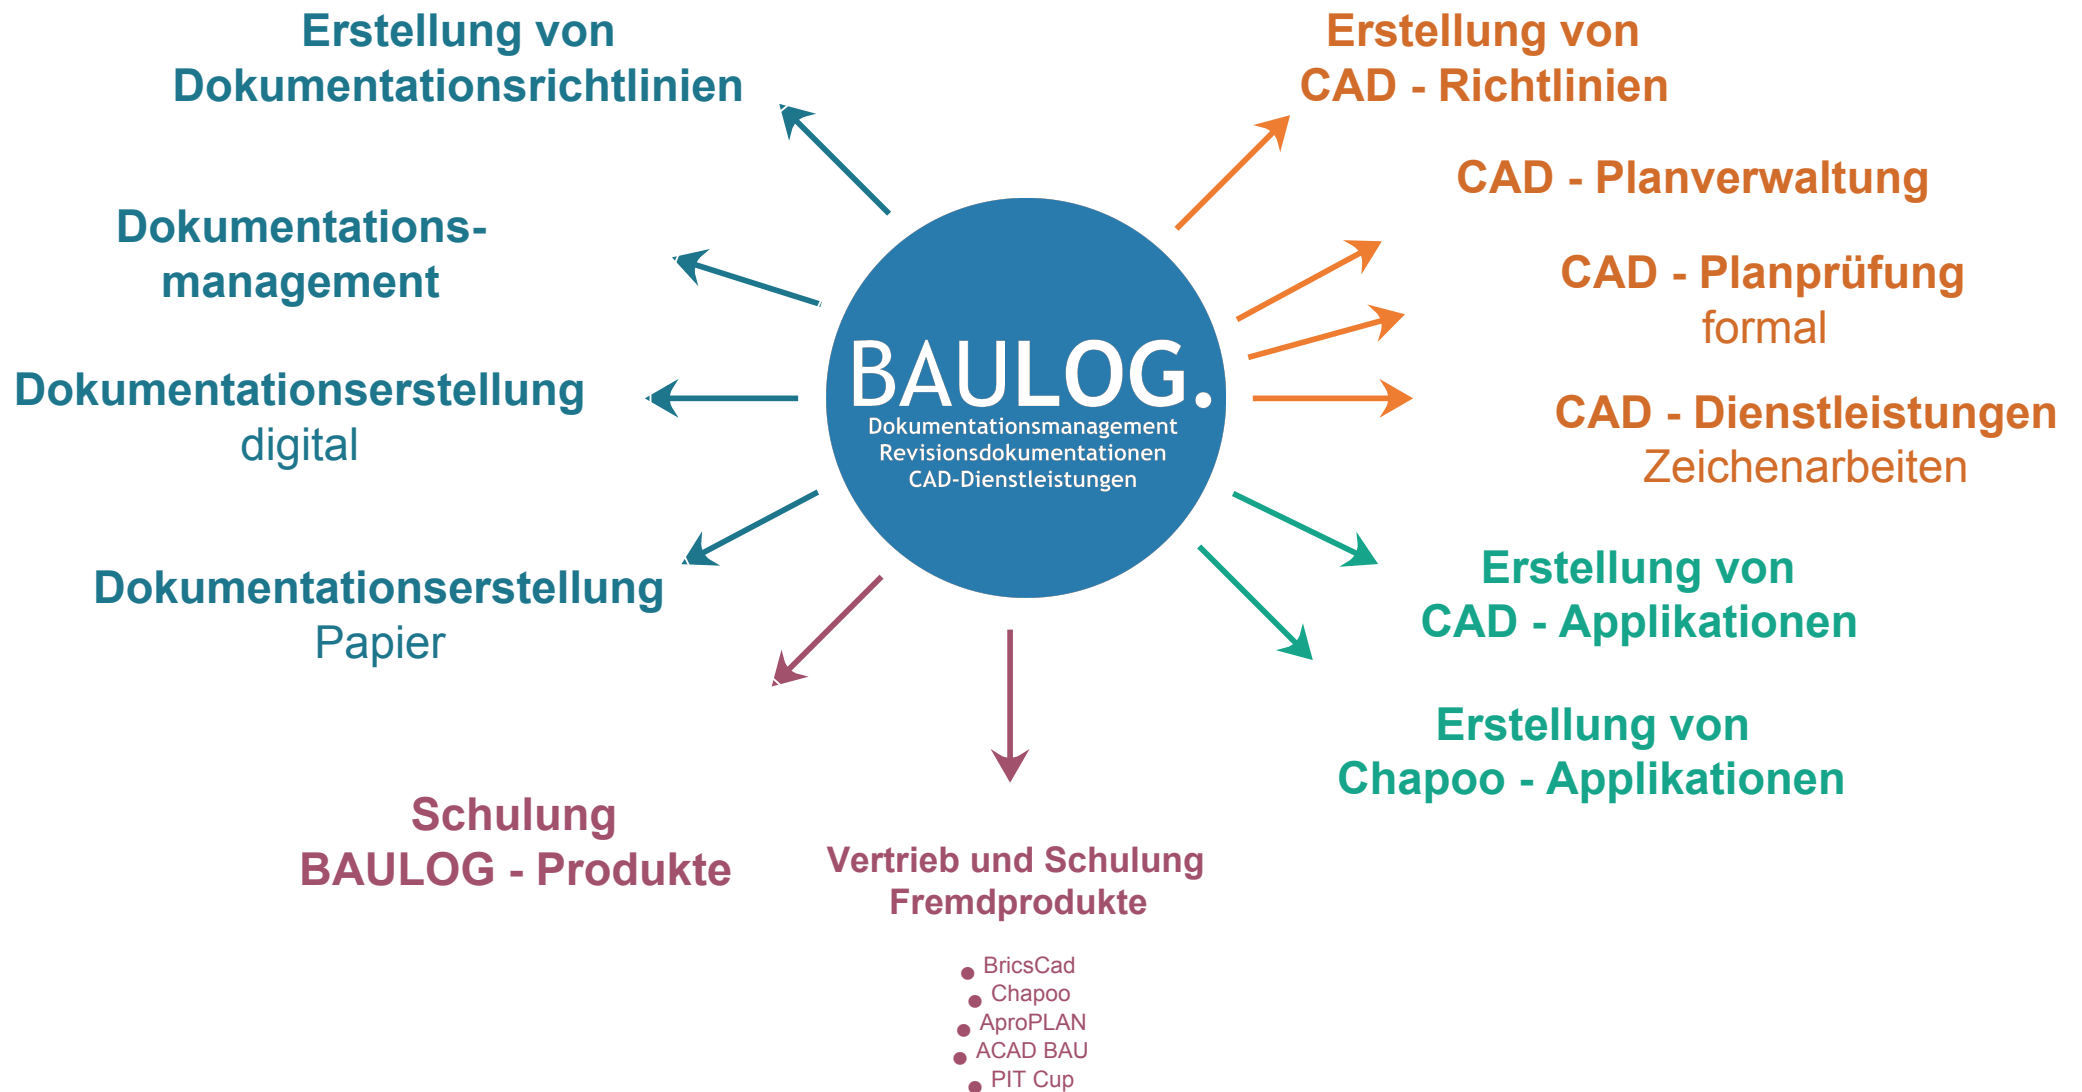 Erstellung von
Dokumentationsrichtlinien
Dokumentations-
management
Dokumentationserstellung
digital
Dokumentationserstellung
Papier
Schulung
BAULOG - Produkte
BAULOG.
Dokumentationsmanagement
Revisionsdokumentationen
CAD-Dienstleistungen
Vertrieb und Schulung
Fremdprodukte
• BricsCad
• Chapoo
• AproPLAN
• ACAD BAU
• PIT Cup
Erstellung von
CAD - Richtlinien
CAD - Planverwaltung
CAD - Planprüfung
formal
CAD - Dienstleistungen
Zeichenarbeiten
Erstellung von
CAD - Applikationen
Erstellung von
Chapoo - Applikationen